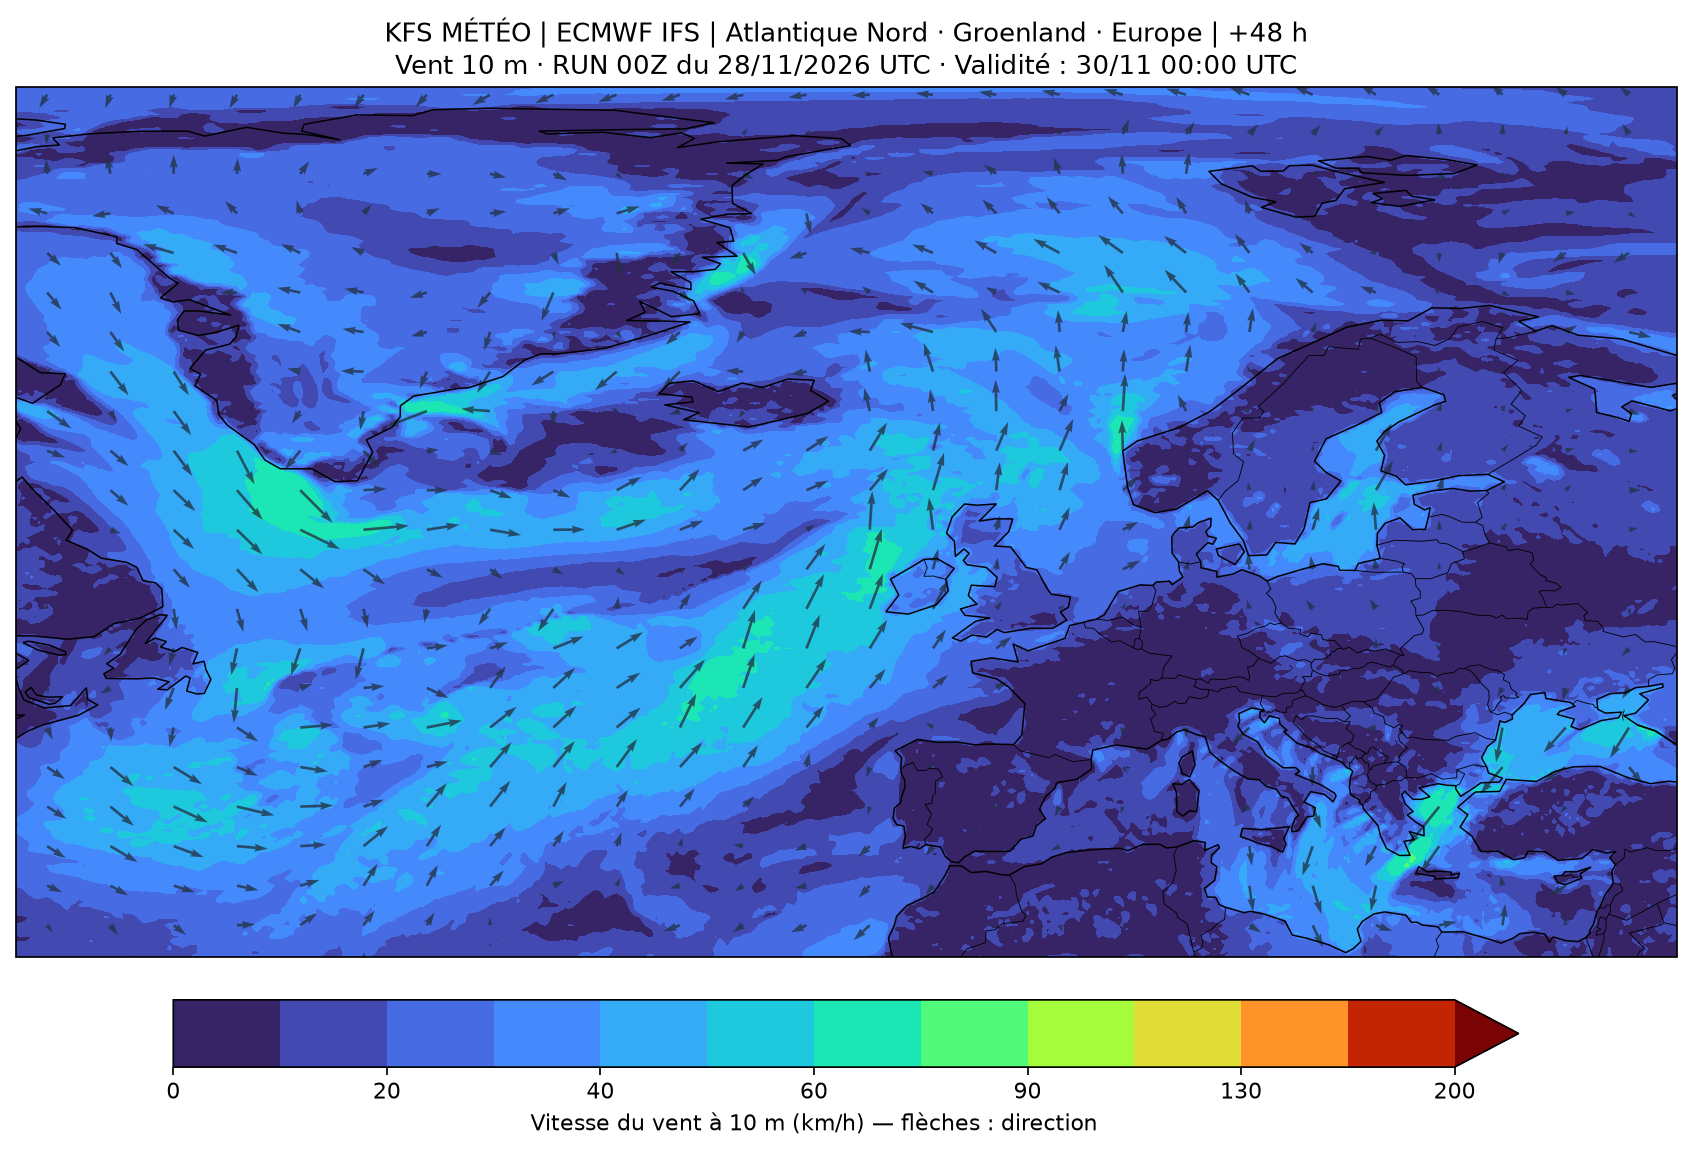 KFS MÉTÉO | ECMWF IFS | Atlantique Nord · Groenland · Europe | +48 h
Vent 10 m · RUN 00Z du 28/11/2026 UTC · Validité : 30/11 00:00 UTC
0 20 40 60 90 130 200
Vitesse du vent à 10 m (km/h) — flèches : direction